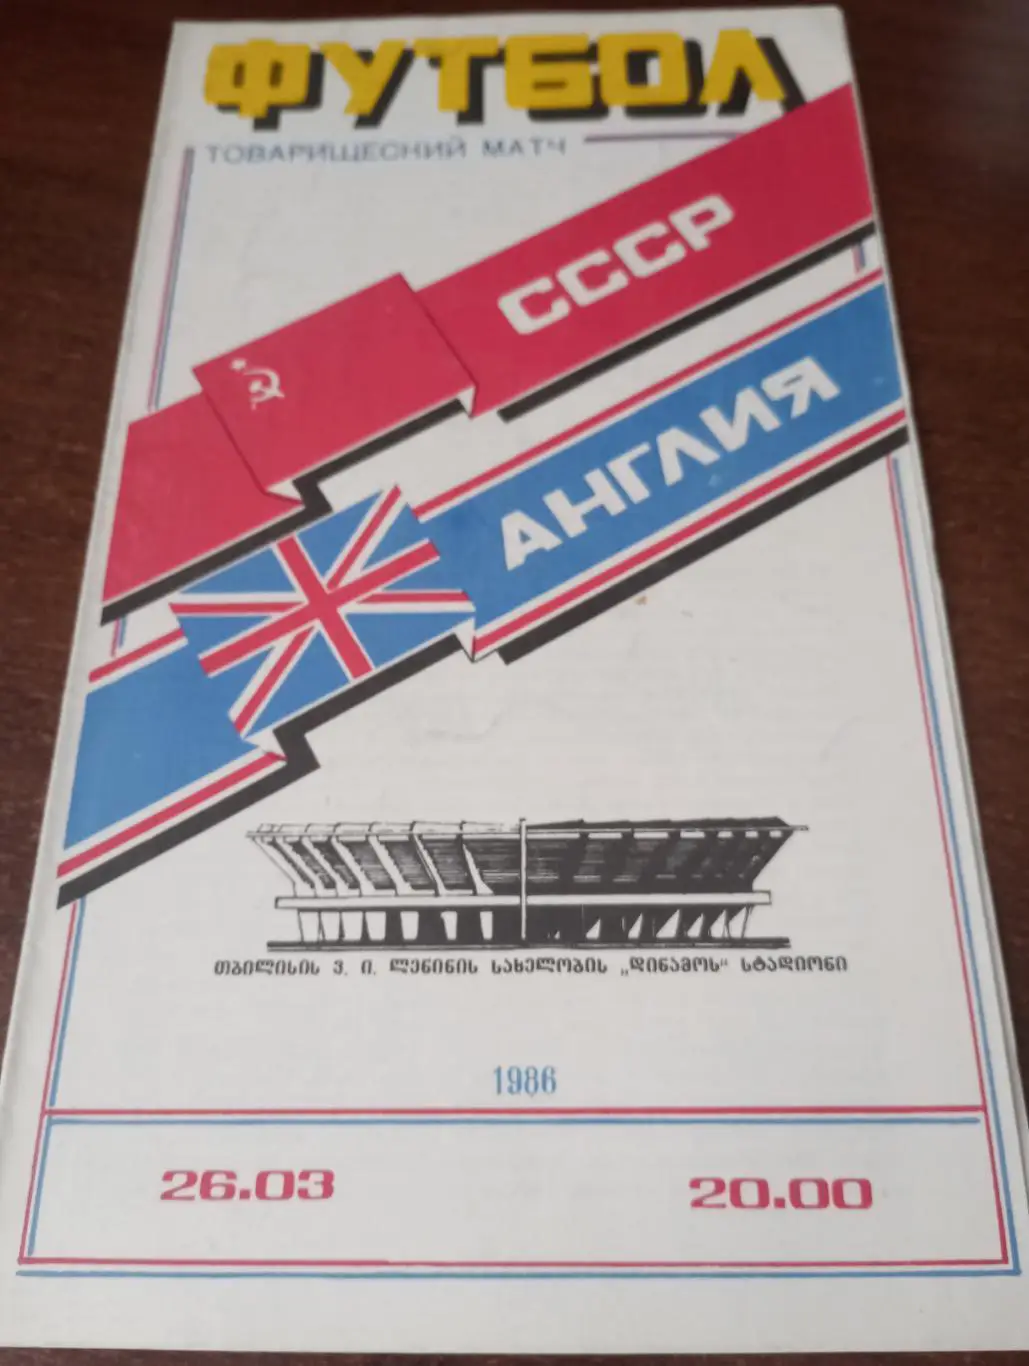 ФУТБОЛ
ТОВАРИЩЕСКИЙ МАТЧ
СССР
АНГЛИЯ
თბილისის ვ. ი. ლენინის სახელობის „დინამოს" სტადიონი
1986
26.03
20.00